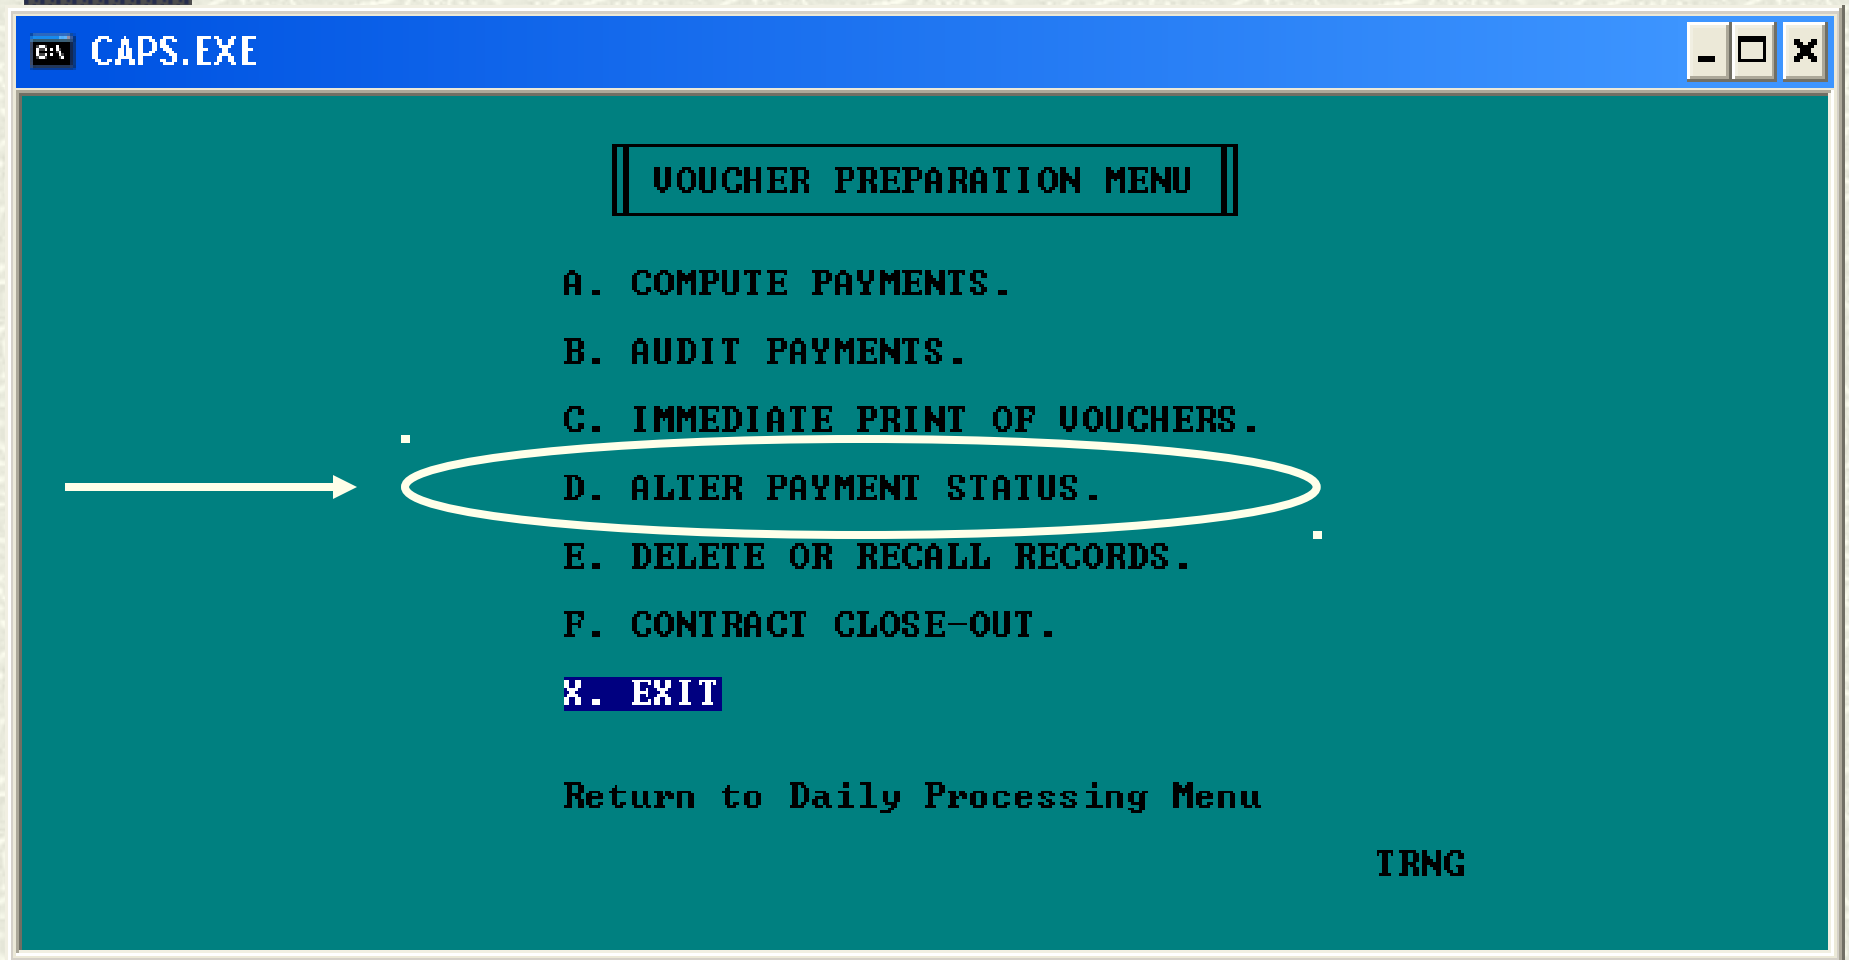 C:\ CAPS.EXE
VOUCHER PREPARATION MENU
A. COMPUTE PAYMENTS.
B. AUDIT PAYMENTS.
C. IMMEDIATE PRINT OF VOUCHERS.
D. ALTER PAYMENT STATUS.
E. DELETE OR RECALL RECORDS.
F. CONTRACT CLOSE-OUT.
X. EXIT
Return to Daily Processing Menu
TRNG